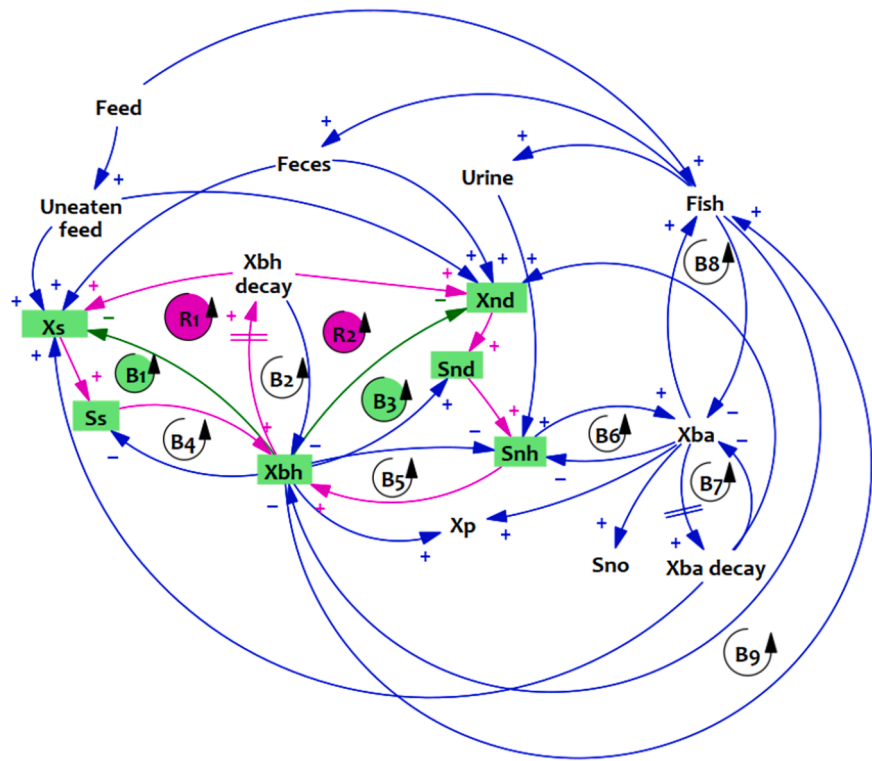 Feed
+
+
+
Feces
+
Urine
+
Uneaten
feed
Fish
+
+
Xbh
decay
B8
+
+
+
+
+
+
+
+
Xnd
−
R1
+
R2
−
Xs
+
+
Snd
B1
B2
B3
+
+
+
+
−
Ss
B4
+
−
B6
Xba
−
−
−
Snh
Xbh
B5
−
B7
−
+
Xp
+
+
+
+
Sno
Xba decay
B9